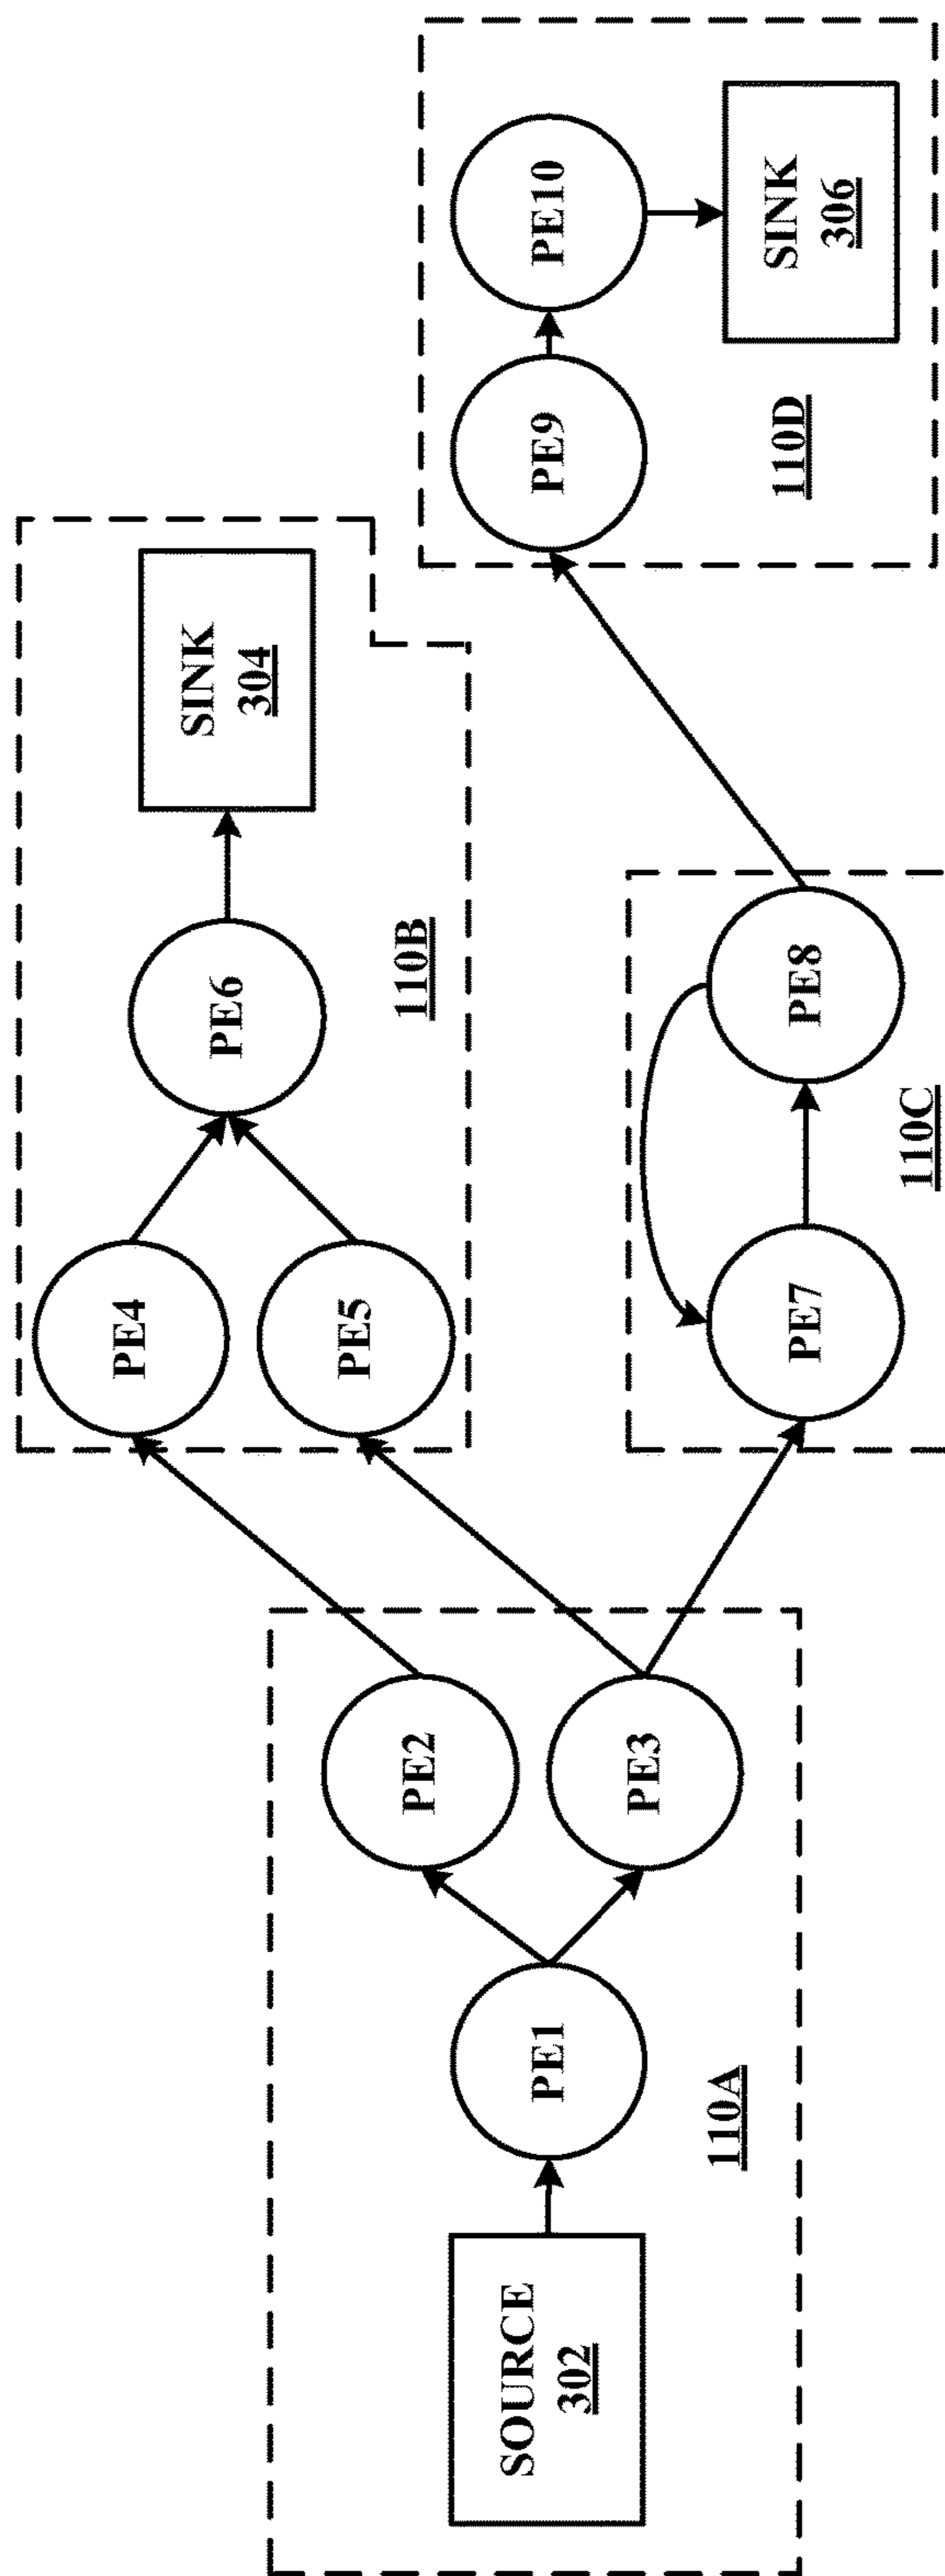 SOURCE
302
PE1
110A
PE2
PE3
PE4
PE5
PE6
110B
SINK
304
PE7
PE8
110C
PE9
PE10
110D
SINK
306